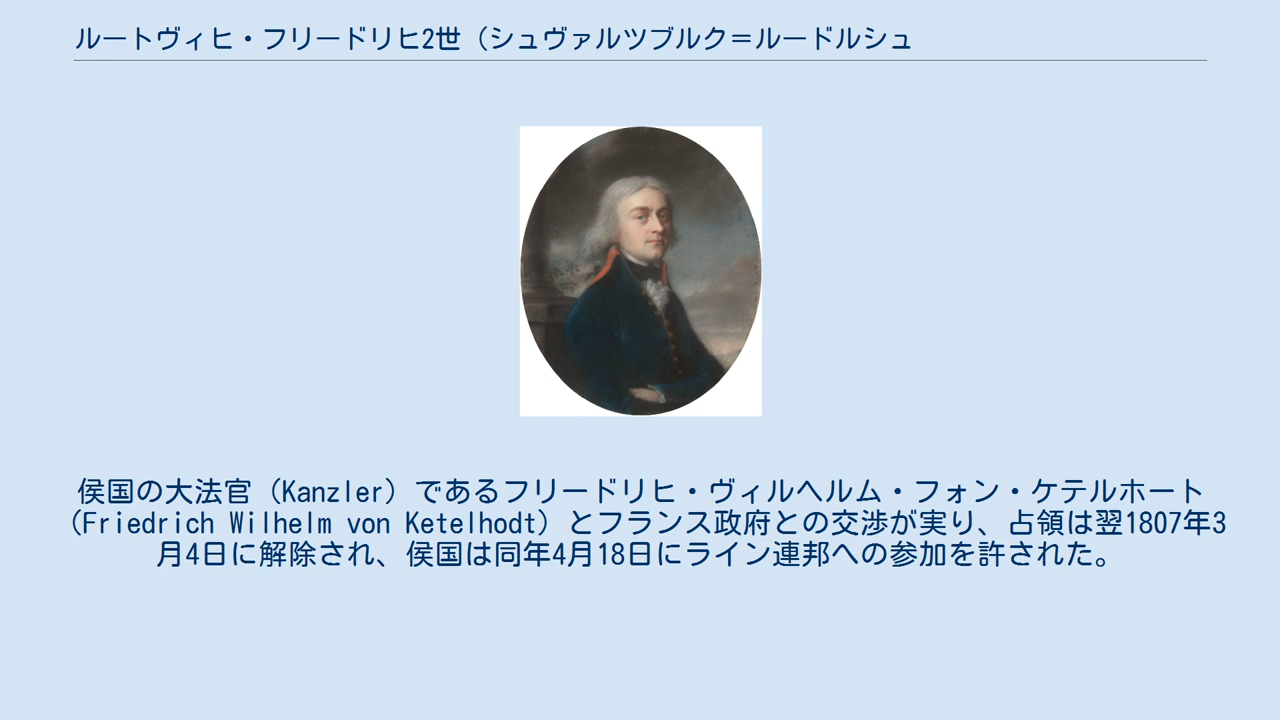 ルートヴィヒ・フリードリヒ2世（シュヴァルツブルク＝ルードルシュ
侯国の大法官（Kanzler）であるフリードリヒ・ヴィルヘルム・フォン・ケテルホート
（Friedrich Wilhelm von Ketelhodt）とフランス政府との交渉が実り、占領は翌1807年3
月4日に解除され、侯国は同年4月18日にライン連邦への参加を許された。